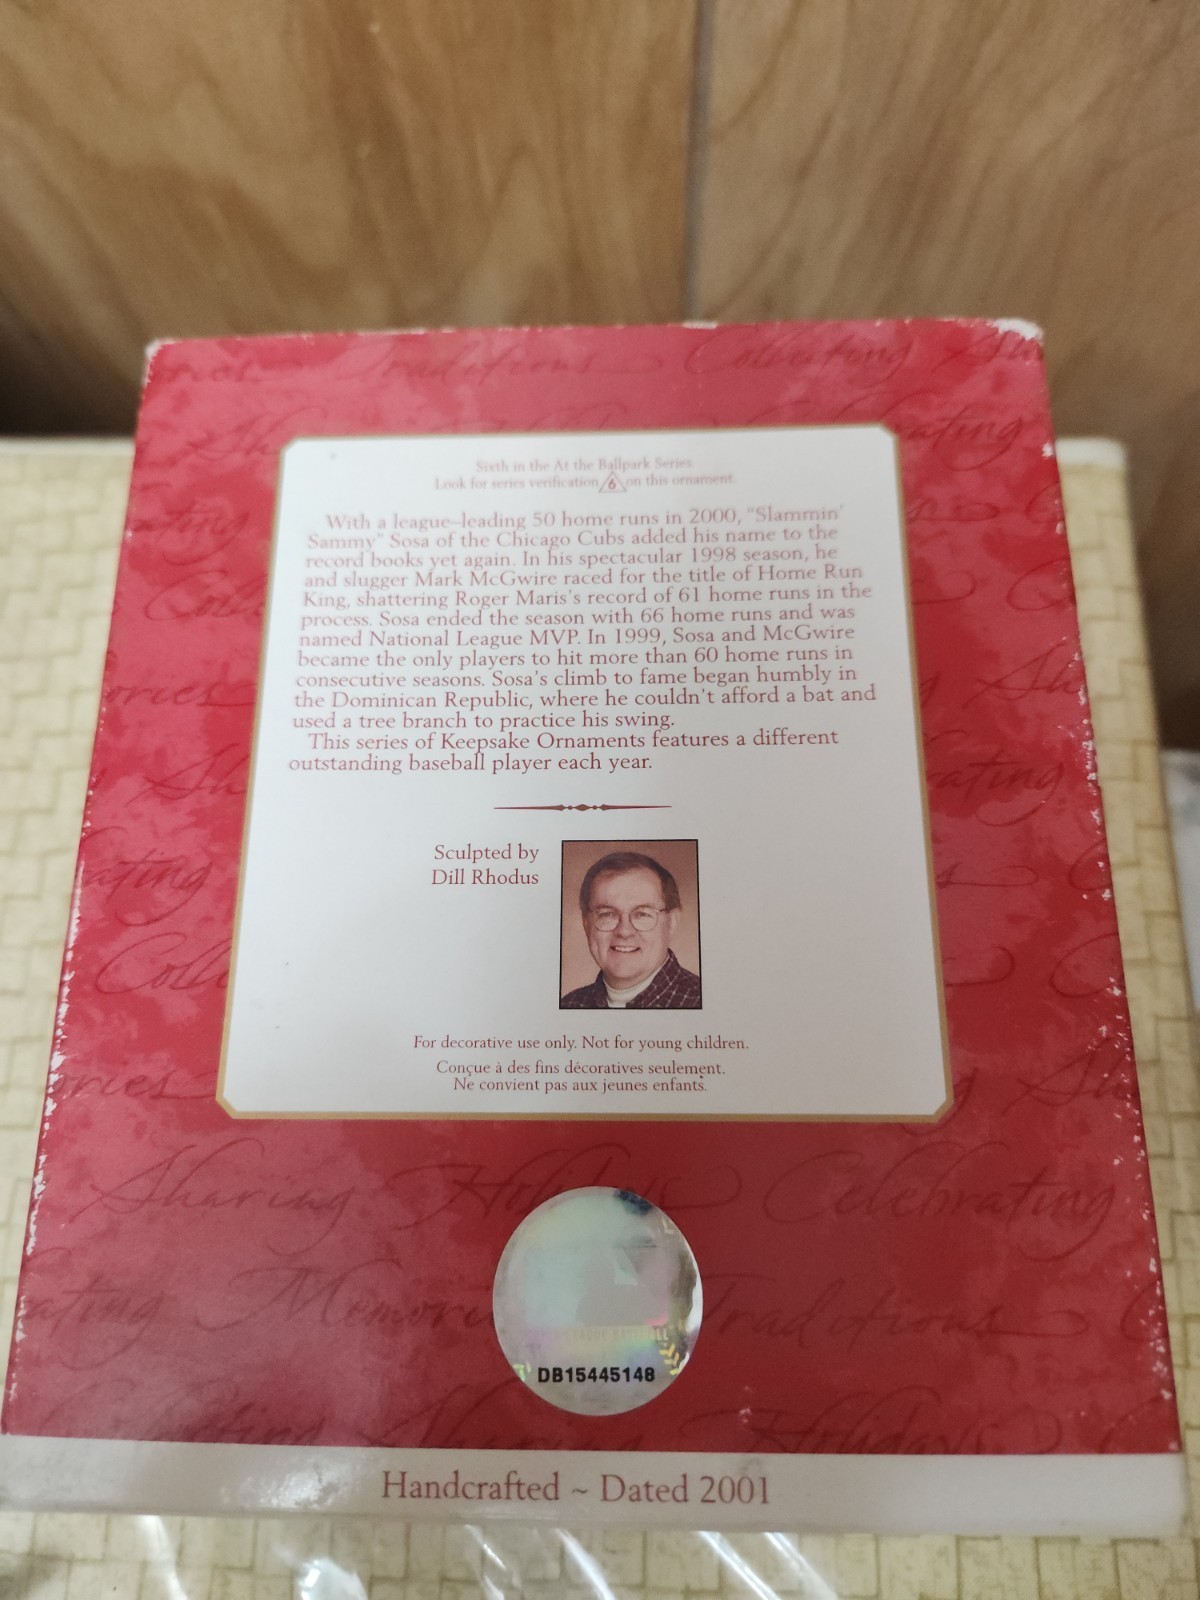 Traditions Collecting
Sixth in the At the Ballpark Series
Look for series verification 6 on this ornament.
With a league–leading 50 home runs in 2000, "Slammin'
Sammy" Sosa of the Chicago Cubs added his name to the
record books yet again. In his spectacular 1998 season, he
and slugger Mark McGwire raced for the title of Home Run
King, shattering Roger Maris's record of 61 home runs in the
process. Sosa ended the season with 66 home runs and was
named National League MVP. In 1999, Sosa and McGwire
became the only players to hit more than 60 home runs in
consecutive seasons. Sosa's climb to fame began humbly in
the Dominican Republic, where he couldn't afford a bat and
used a tree branch to practice his swing.
This series of Keepsake Ornaments features a different
outstanding baseball player each year.
Sculpted by
Dill Rhodus
For decorative use only. Not for young children.
Conçue à des fins décoratives seulement.
Ne convient pas aux jeunes enfants.
Sharing Holidays Celebrating
Traditions
DB15445148
Holidays
Handcrafted ~ Dated 2001